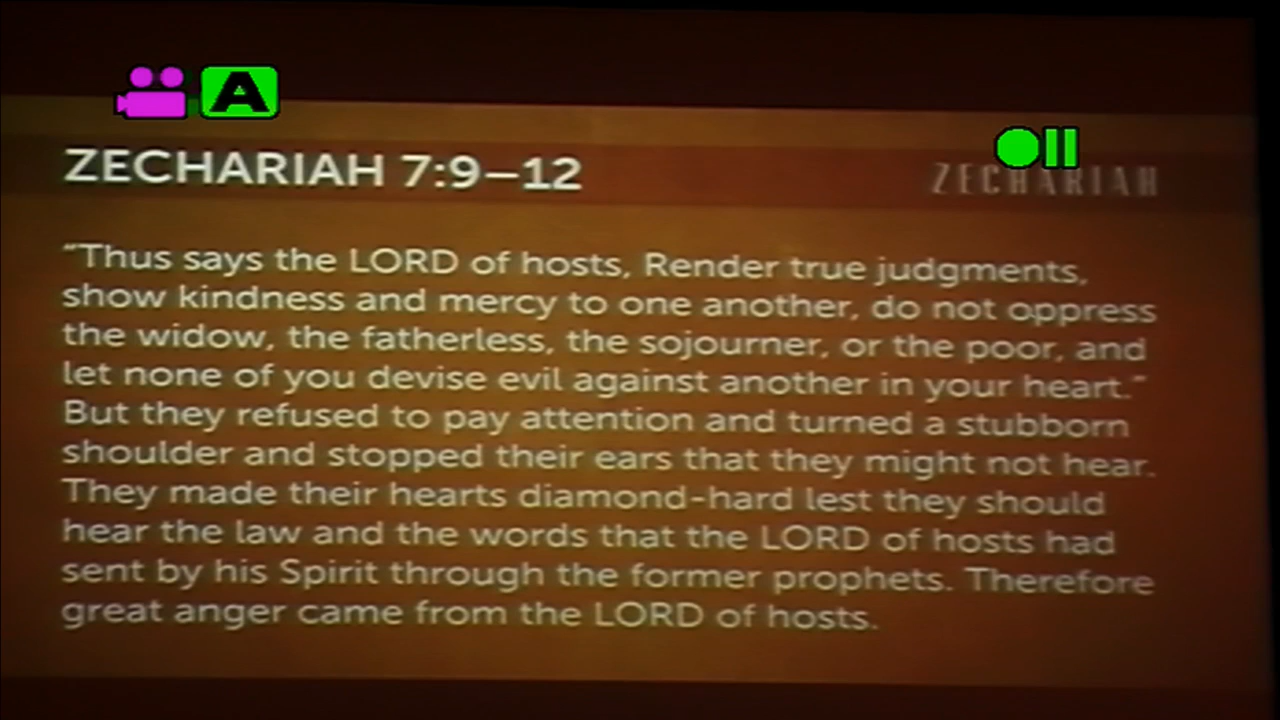 A
ZECHARIAH 7:9–12
ZECHARIAH
“Thus says the LORD of hosts, Render true judgments,
show kindness and mercy to one another, do not oppress
the widow, the fatherless, the sojourner, or the poor, and
let none of you devise evil against another in your heart.”
But they refused to pay attention and turned a stubborn
shoulder and stopped their ears that they might not hear.
They made their hearts diamond-hard lest they should
hear the law and the words that the LORD of hosts had
sent by his Spirit through the former prophets. Therefore
great anger came from the LORD of hosts.